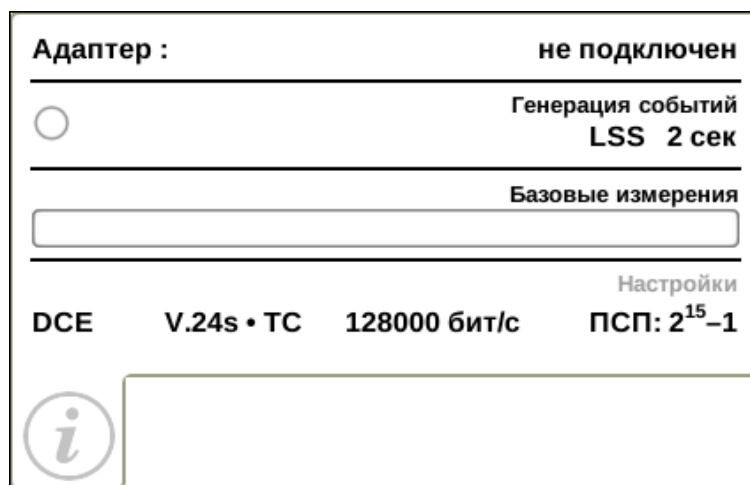 Адаптер : не подключен
Генерация событий
LSS 2 сек
Базовые измерения
Настройки
DCE V.24s • TC 128000 бит/с ПСП: 2¹⁵–1
i